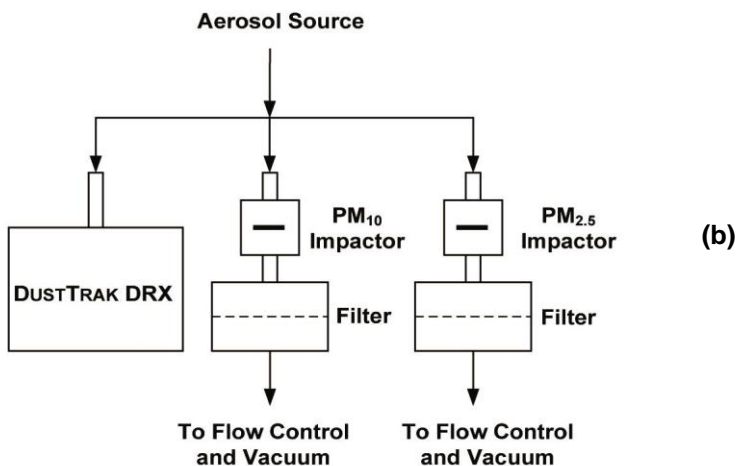 Aerosol Source
PM10
Impactor
PM2.5
Impactor
(b)
DUSTTRAK DRX
Filter
Filter
To Flow Control
and Vacuum
To Flow Control
and Vacuum